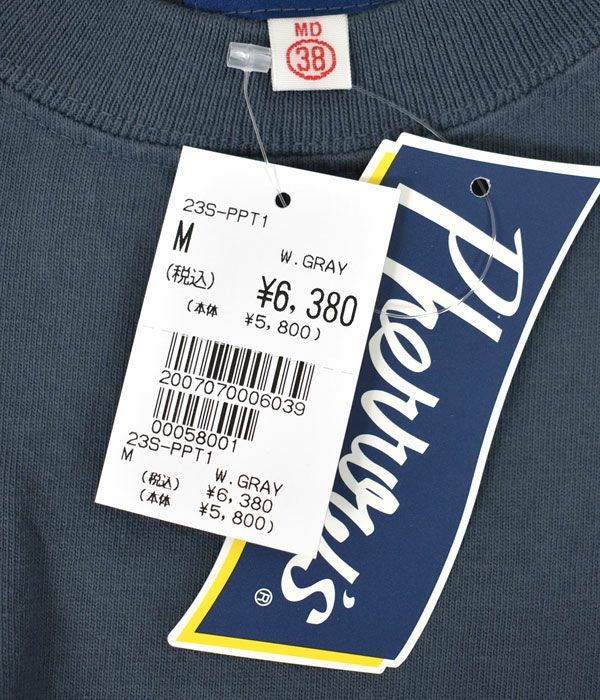 MD
38
23S-PPT1
M
W.GRAY
(税込)
¥6,380
(本体 ¥5,800)
2007070006039
00058001
23S-PPT1
M
W.GRAY
(税込) ¥6,380
(本体 ¥5,800)
Pherrow's
®